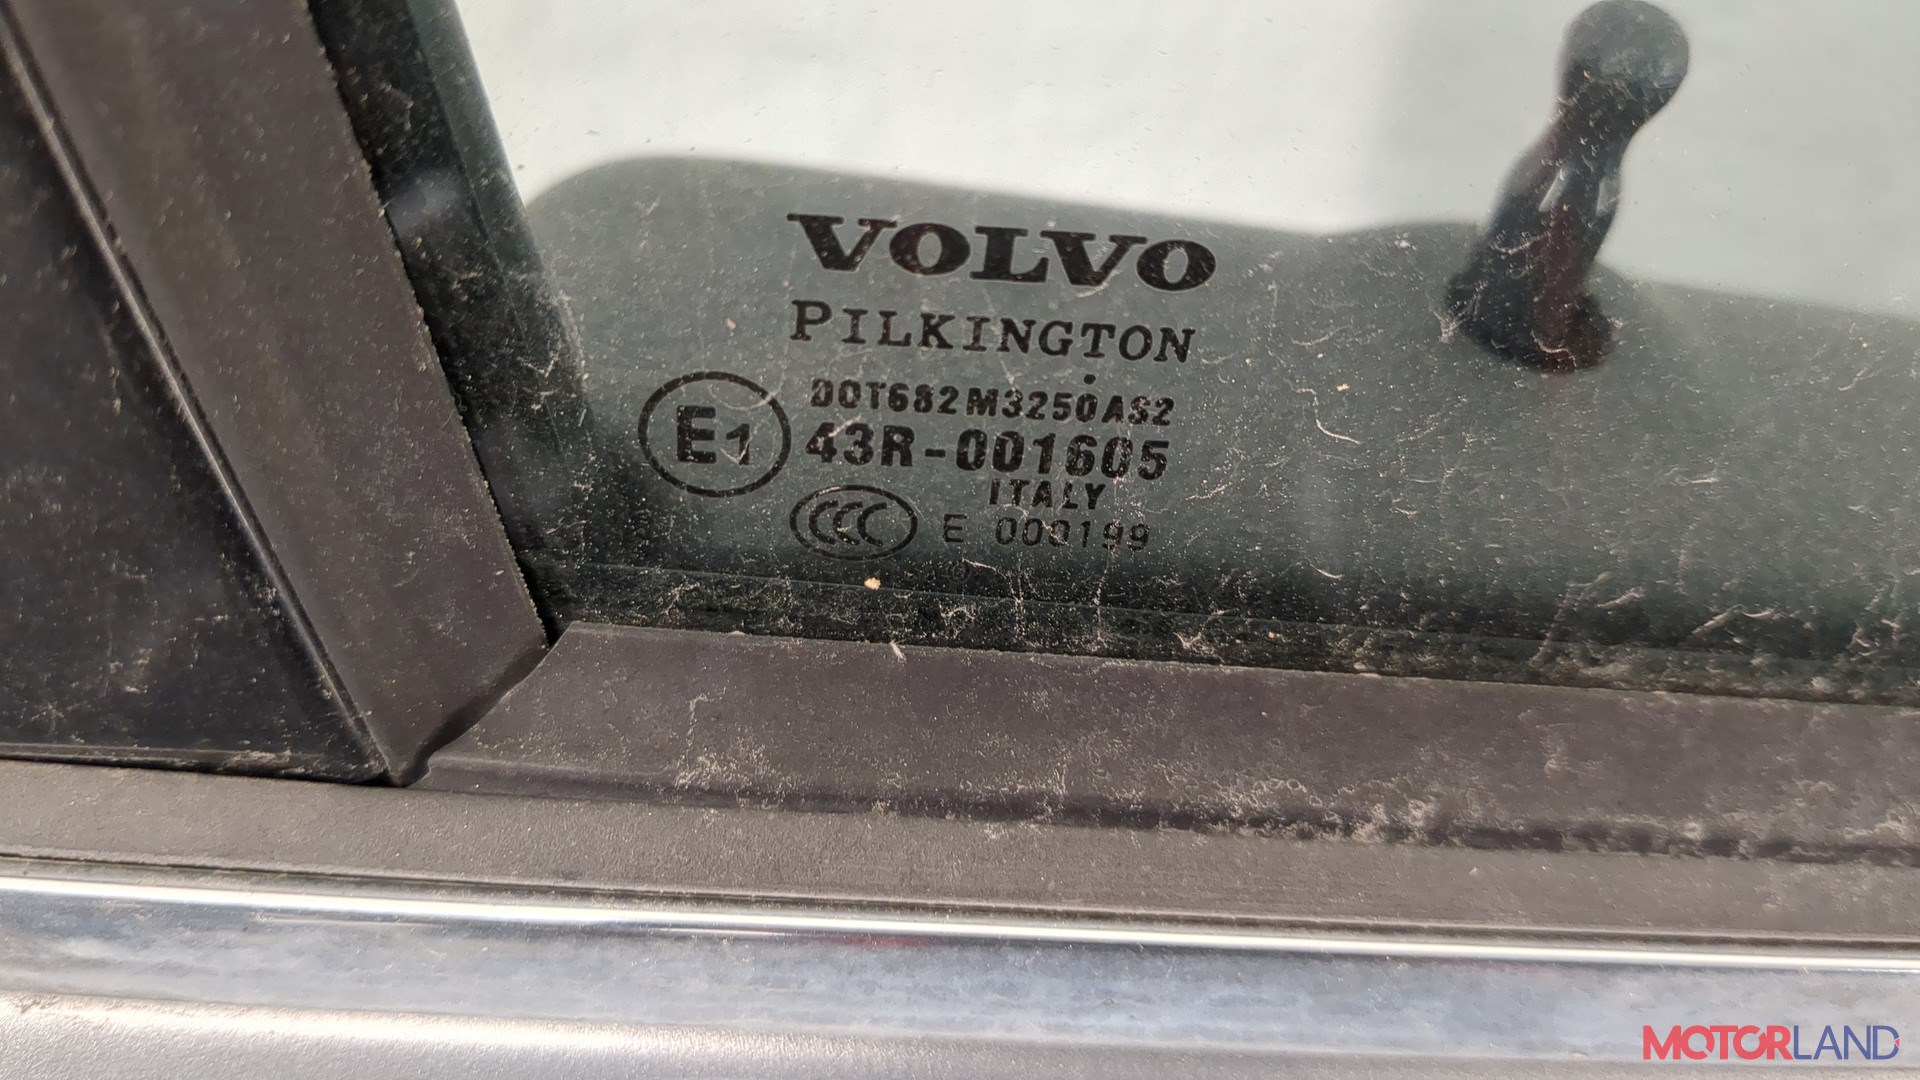 VOLVO
PILKINGTON
DOT682M3250AS2
E1 43R-001605
ITALY
CCC E 000199
MOTORLAND